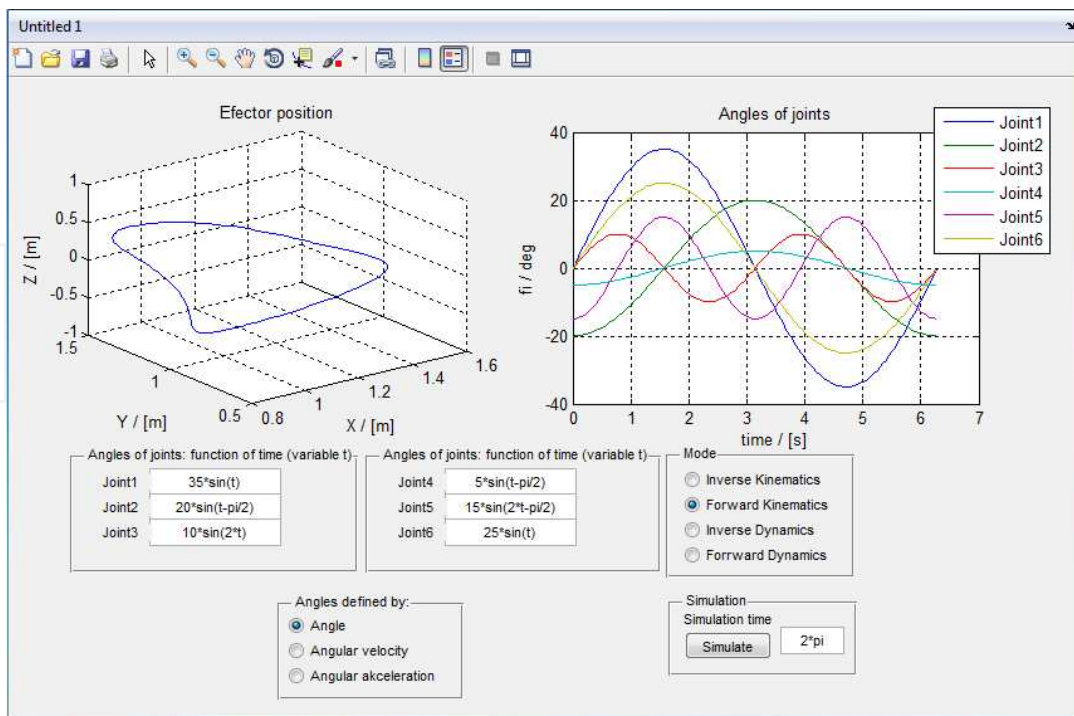 Untitled 1
Efector position
Z / [m]
1
0.5
0
-0.5
-1
1.5
1
0.5
Y / [m]
0.8
1
1.2
1.4
1.6
X / [m]
Angles of joints
fi / deg
40
20
0
-20
-40
0 1 2 3 4 5 6 7
time / [s]
Joint1
Joint2
Joint3
Joint4
Joint5
Joint6
Angles of joints: function of time (variable t)
Joint1 35*sin(t)
Joint2 20*sin(t-pi/2)
Joint3 10*sin(2*t)
Angles of joints: function of time (variable t)
Joint4 5*sin(t-pi/2)
Joint5 15*sin(2*t-pi/2)
Joint6 25*sin(t)
Mode
Inverse Kinematics
Forward Kinematics
Inverse Dynamics
Forrward Dynamics
Angles defined by:
Angle
Angular velocity
Angular akceleration
Simulation
Simulation time
Simulate 2*pi